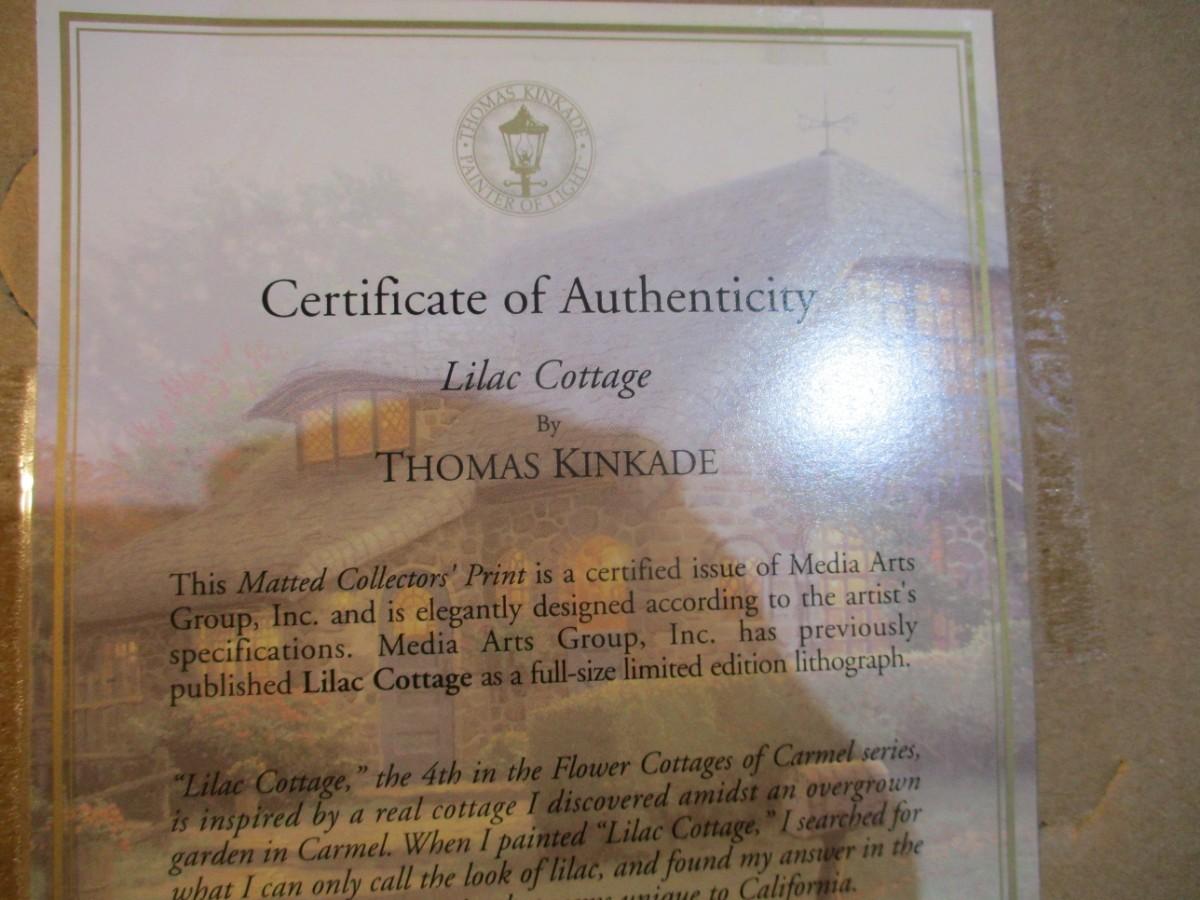 THOMAS KINKADE
PAINTER OF LIGHT
Certificate of Authenticity
Lilac Cottage
By
THOMAS KINKADE
This Matted Collectors' Print is a certified issue of Media Arts
Group, Inc. and is elegantly designed according to the artist's
specifications. Media Arts Group, Inc. has previously
published Lilac Cottage as a full-size limited edition lithograph.
“Lilac Cottage,” the 4th in the Flower Cottages of Carmel series,
is inspired by a real cottage I discovered amidst an overgrown
garden in Carmel. When I painted “Lilac Cottage,” I searched for
what I can only call the look of lilac, and found my answer in the
unique to California.